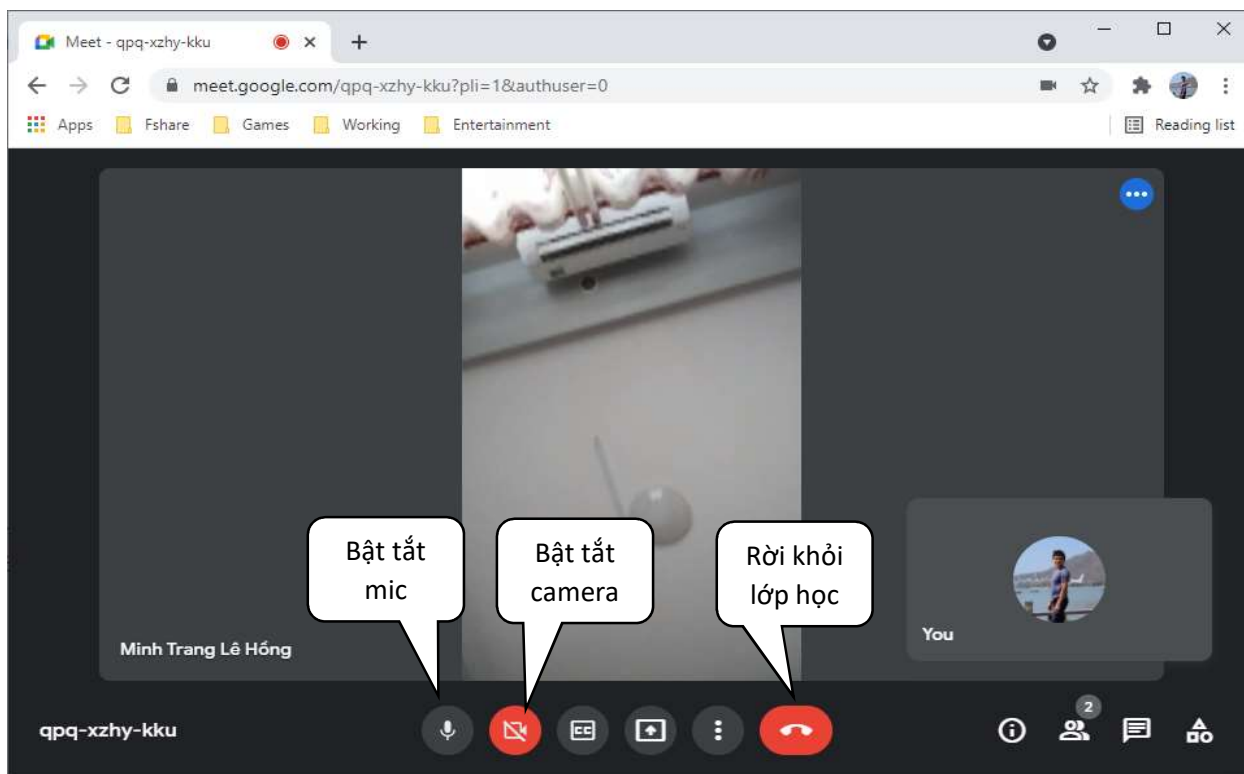 Meet - qpq-xzhy-kku
meet.google.com/qpq-xzhy-kku?pli=1&authuser=0
Apps Fshare Games Working Entertainment Reading list
Bật tắt
mic
Bật tắt
camera
Rời khỏi
lớp học
Minh Trang Lê Hồng
You
qpq-xzhy-kku
CC
2